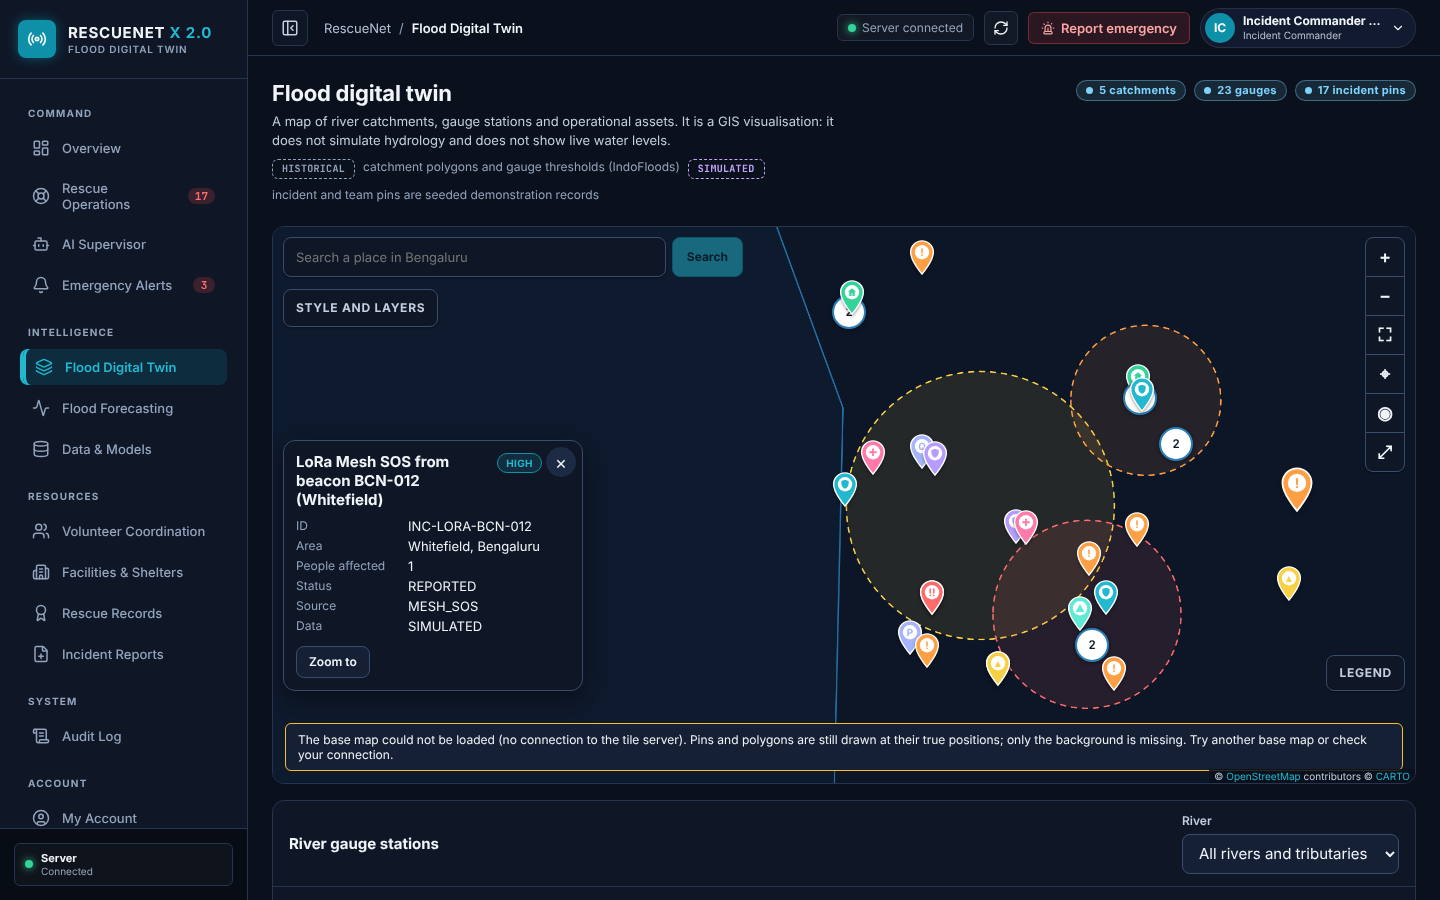 RESCUENET X 2.0
FLOOD DIGITAL TWIN
COMMAND
Overview
Rescue
Operations
17
AI Supervisor
Emergency Alerts
3
INTELLIGENCE
Flood Digital Twin
Flood Forecasting
Data & Models
RESOURCES
Volunteer Coordination
Facilities & Shelters
Rescue Records
Incident Reports
SYSTEM
Audit Log
ACCOUNT
My Account
Server
Connected
RescueNet / Flood Digital Twin
Server connected
Report emergency
IC
Incident Commander ...
Incident Commander
Flood digital twin
5 catchments
23 gauges
17 incident pins
A map of river catchments, gauge stations and operational assets. It is a GIS visualisation: it
does not simulate hydrology and does not show live water levels.
HISTORICAL catchment polygons and gauge thresholds (IndoFloods) SIMULATED
incident and team pins are seeded demonstration records
Search a place in Bengaluru
Search
STYLE AND LAYERS
LoRa Mesh SOS from
beacon BCN-012
(Whitefield)
HIGH
ID INC-LORA-BCN-012
Area Whitefield, Bengaluru
People affected 1
Status REPORTED
Source MESH_SOS
Data SIMULATED
Zoom to
2
2
P
LEGEND
The base map could not be loaded (no connection to the tile server). Pins and polygons are still drawn at their true positions; only the background is missing. Try another base map or check
your connection.
© OpenStreetMap contributors © CARTO
River gauge stations
River
All rivers and tributaries